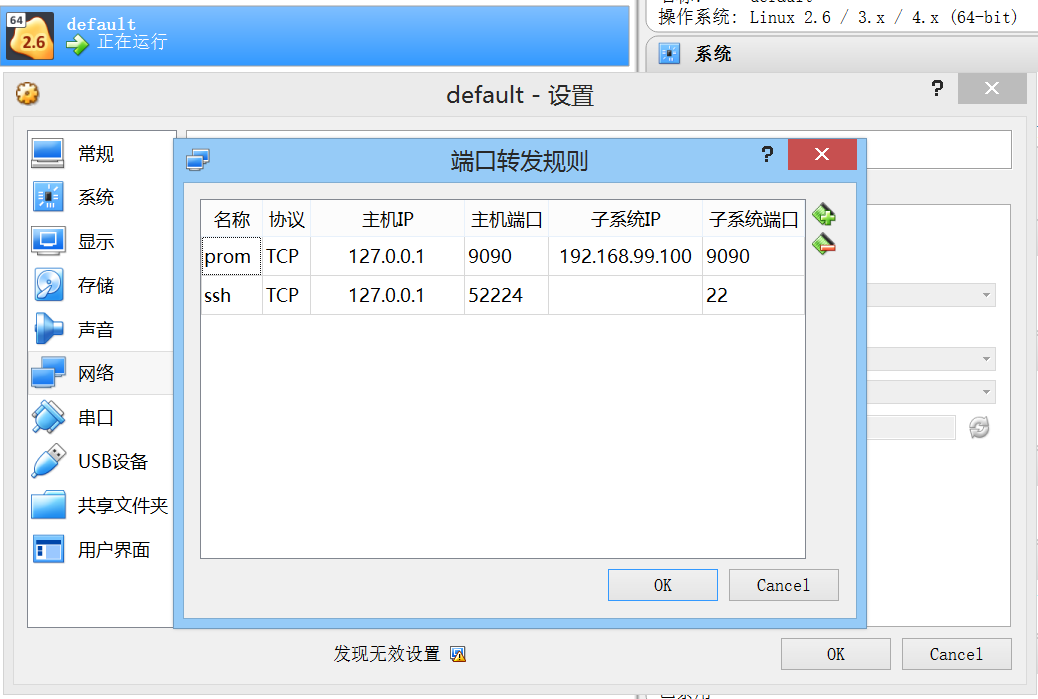 64
2.6
default
正在运行
操作系统: Linux 2.6 / 3.x / 4.x (64-bit)
系统
default - 设置
?
常规
系统
显示
存储
声音
网络
串口
USB设备
共享文件夹
用户界面
端口转发规则
?
名称 协议 主机IP 主机端口 子系统IP 子系统端口
prom TCP 127.0.0.1 9090 192.168.99.100 9090
ssh TCP 127.0.0.1 52224 22
OK Cancel
发现无效设置
OK Cancel